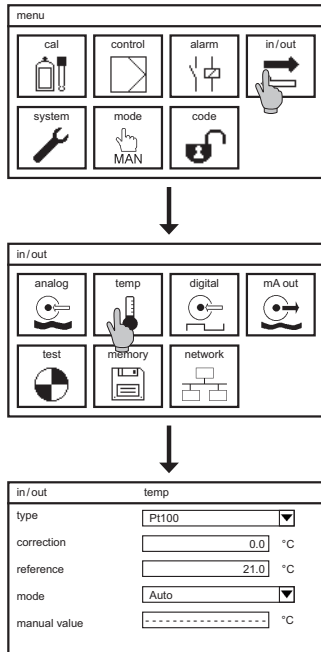 menu
cal control alarm in/out
system mode code
MAN
in/out
analog temp digital mA out
test memory network
in/out temp
type Pt100
correction 0.0 °C
reference 21.0 °C
mode Auto
manual value - - - - - - - - - - - - - - - - - °C